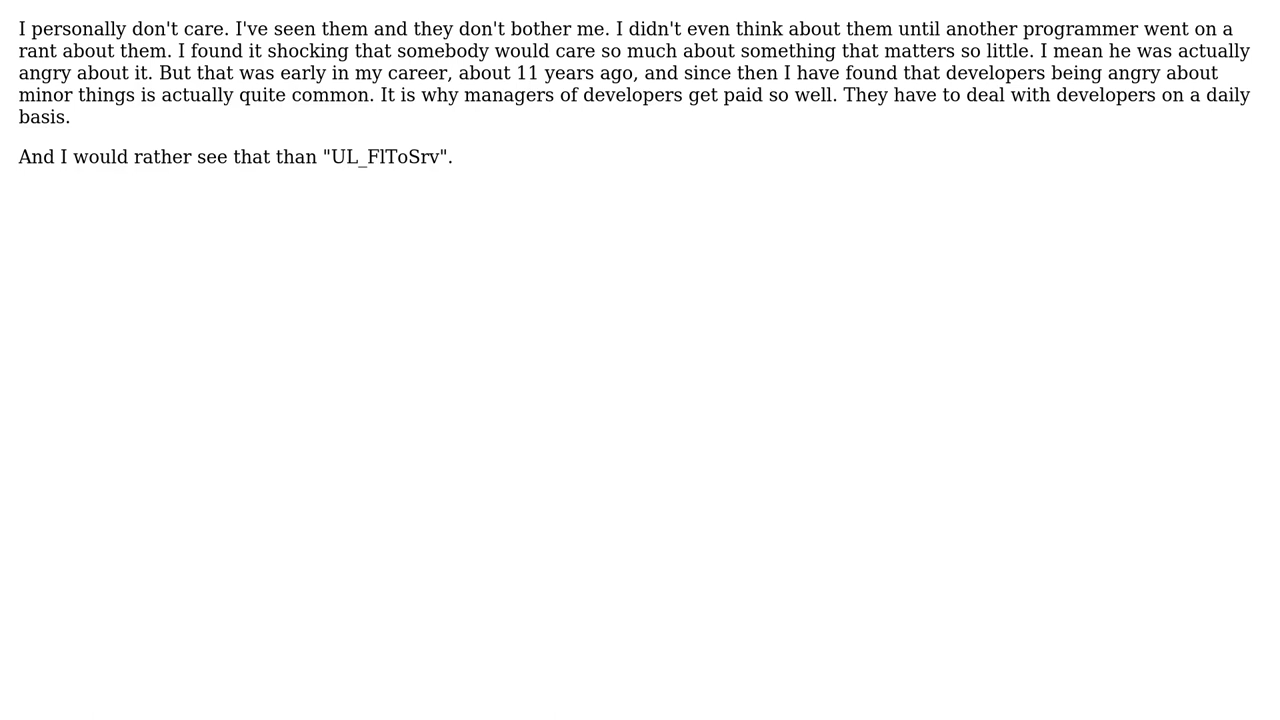 I personally don't care. I've seen them and they don't bother me. I didn't even think about them until another programmer went on a
rant about them. I found it shocking that somebody would care so much about something that matters so little. I mean he was actually
angry about it. But that was early in my career, about 11 years ago, and since then I have found that developers being angry about
minor things is actually quite common. It is why managers of developers get paid so well. They have to deal with developers on a daily
basis.
And I would rather see that than "UL_FlToSrv".